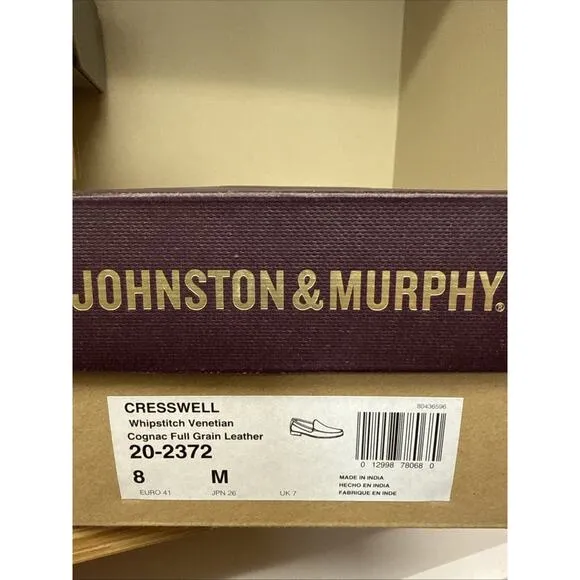 JOHNSTON & MURPHY®
CRESSWELL
Whipstitch Venetian
Cognac Full Grain Leather
20-2372
8 M
EURO 41 JPN 26 UK 7
80436596
0 12998 78068 0
MADE IN INDIA
HECHO EN INDIA
FABRIQUE EN INDE